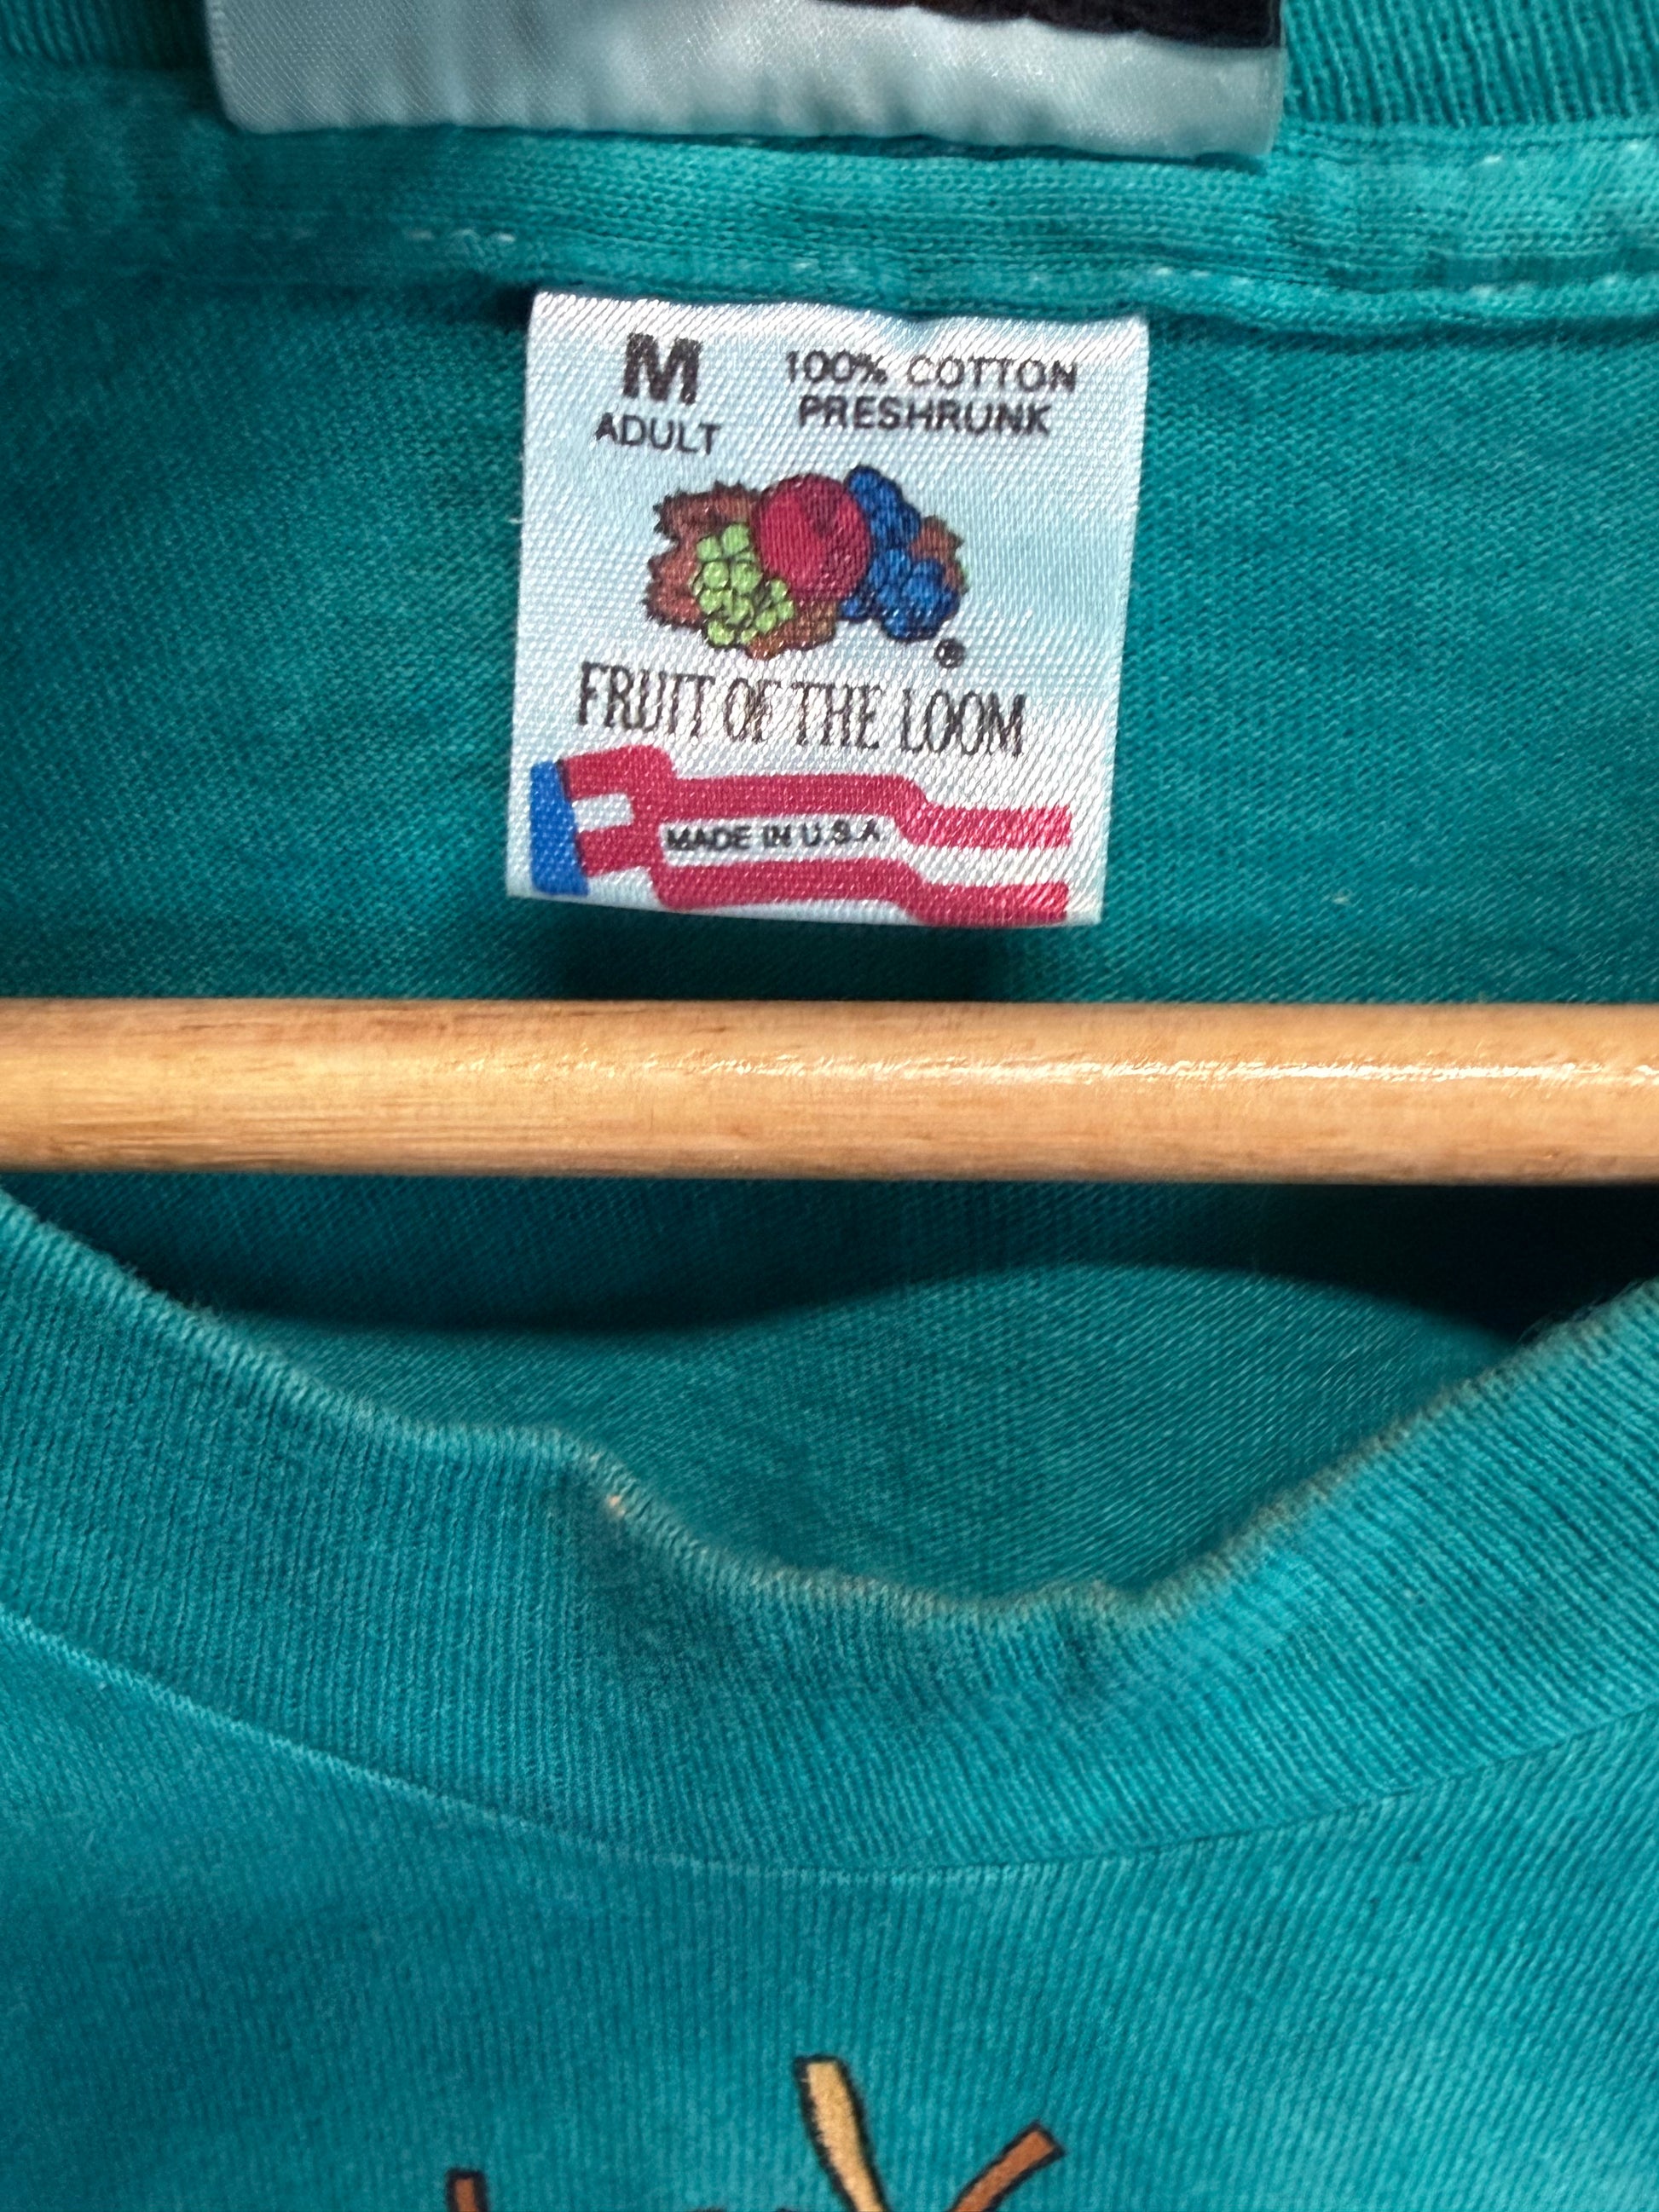 M
ADULT
100% COTTON
PRESHRUNK
®
FRUIT OF THE LOOM
MADE IN U.S.A.